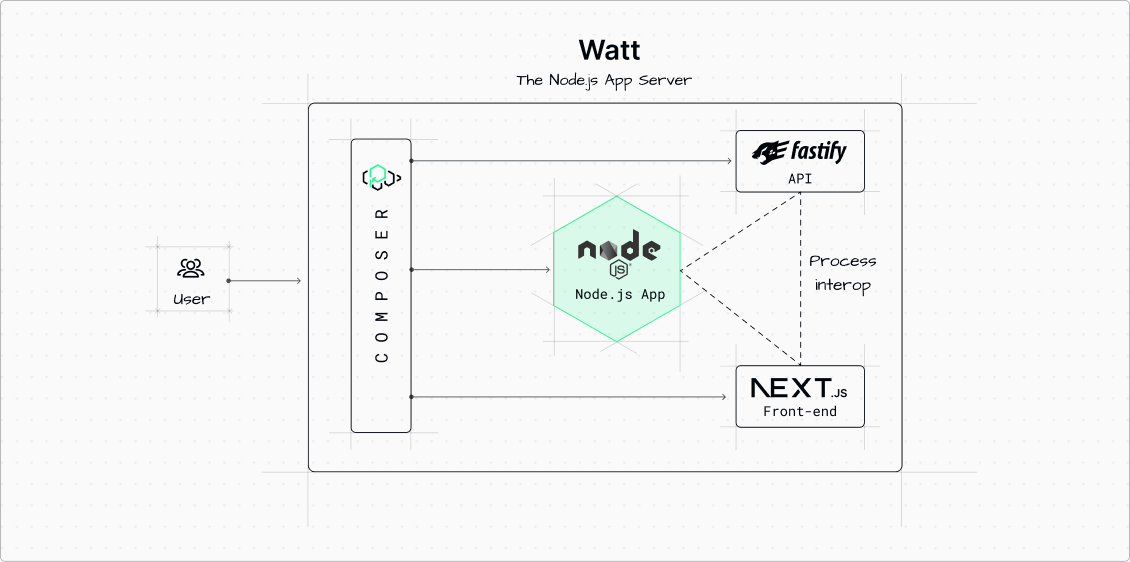 Watt
The Node.js App Server
COMPOSER
User
fastify
API
node
JS
Node.js App
Process
interop
NEXT.JS
Front-end